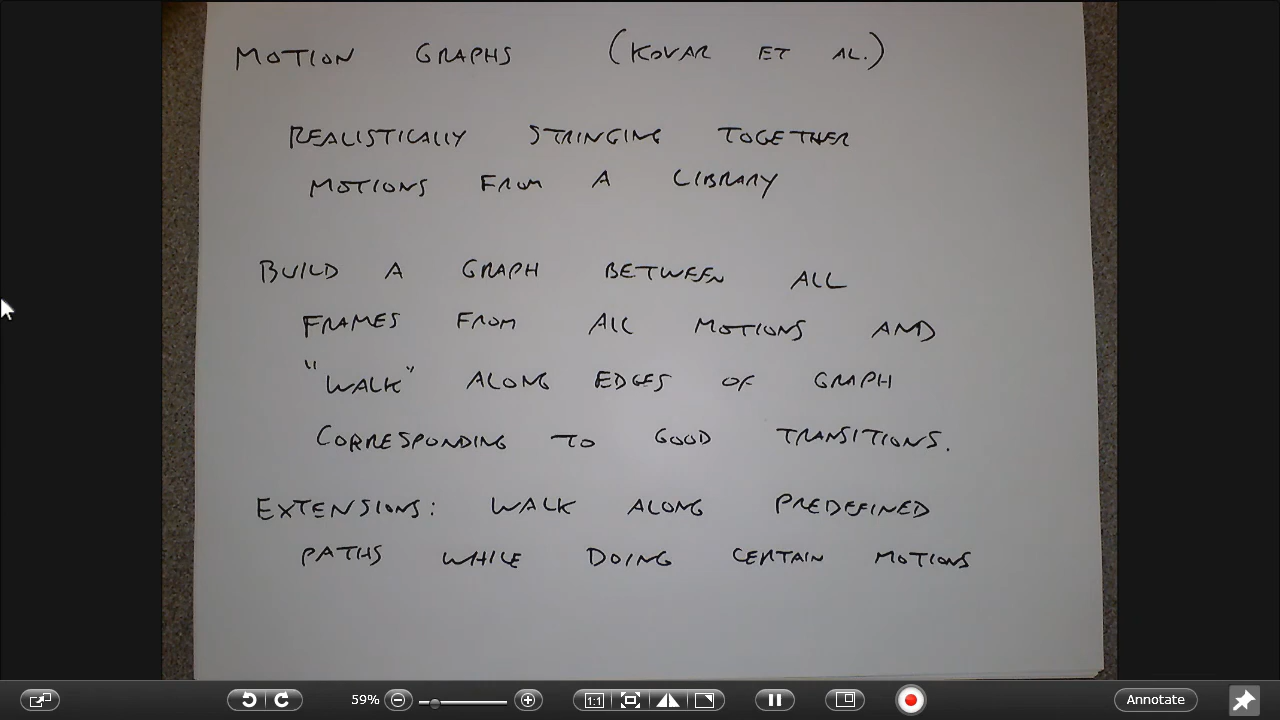 MOTION GRAPHS (KOVAR ET AL.)
REALISTICALLY STRINGING TOGETHER
MOTIONS FROM A LIBRARY
BUILD A GRAPH BETWEEN ALL
FRAMES FROM ALL MOTIONS AND
"WALK" ALONG EDGES OF GRAPH
CORRESPONDING TO GOOD TRANSITIONS.
EXTENSIONS: WALK ALONG PREDEFINED
PATHS WHILE DOING CERTAIN MOTIONS
59%
1:1
Annotate